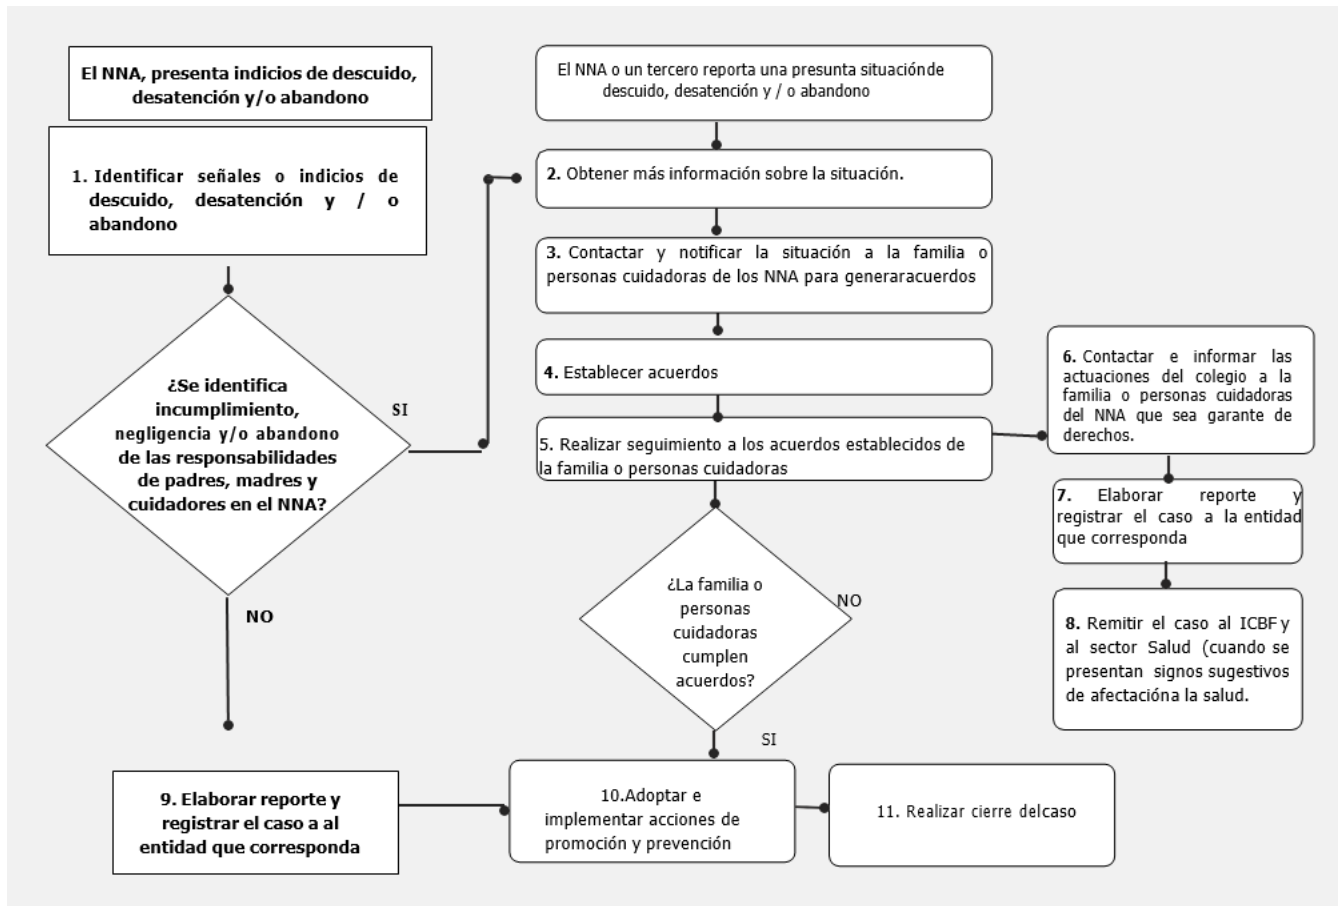 El NNA, presenta indicios de descuido,
desatención y/o abandono
1. Identificar señales o indicios de
descuido, desatención y / o
abandono
¿Se identifica
incumplimiento,
negligencia y/o abandono
de las responsabilidades
de padres, madres y
cuidadores en el NNA?
SI
NO
9. Elaborar reporte y
registrar el caso a al
entidad que corresponda
El NNA o un tercero reporta una presunta situaciónde
descuido, desatención y / o abandono
2. Obtener más información sobre la situación.
3. Contactar y notificar la situación a la familia o
personas cuidadoras de los NNA para generaracuerdos
4. Establecer acuerdos
5. Realizar seguimiento a los acuerdos establecidos de
la familia o personas cuidadoras
¿La familia o
personas
cuidadoras
cumplen
acuerdos?
NO
SI
6. Contactar e informar las
actuaciones del colegio a la
familia o personas cuidadoras
del NNA que sea garante de
derechos.
7. Elaborar reporte y
registrar el caso a la entidad
que corresponda
8. Remitir el caso al ICBF y
al sector Salud (cuando se
presentan signos sugestivos
de afectacióna la salud.
10.Adoptar e
implementar acciones de
promoción y prevención
11. Realizar cierre delcaso